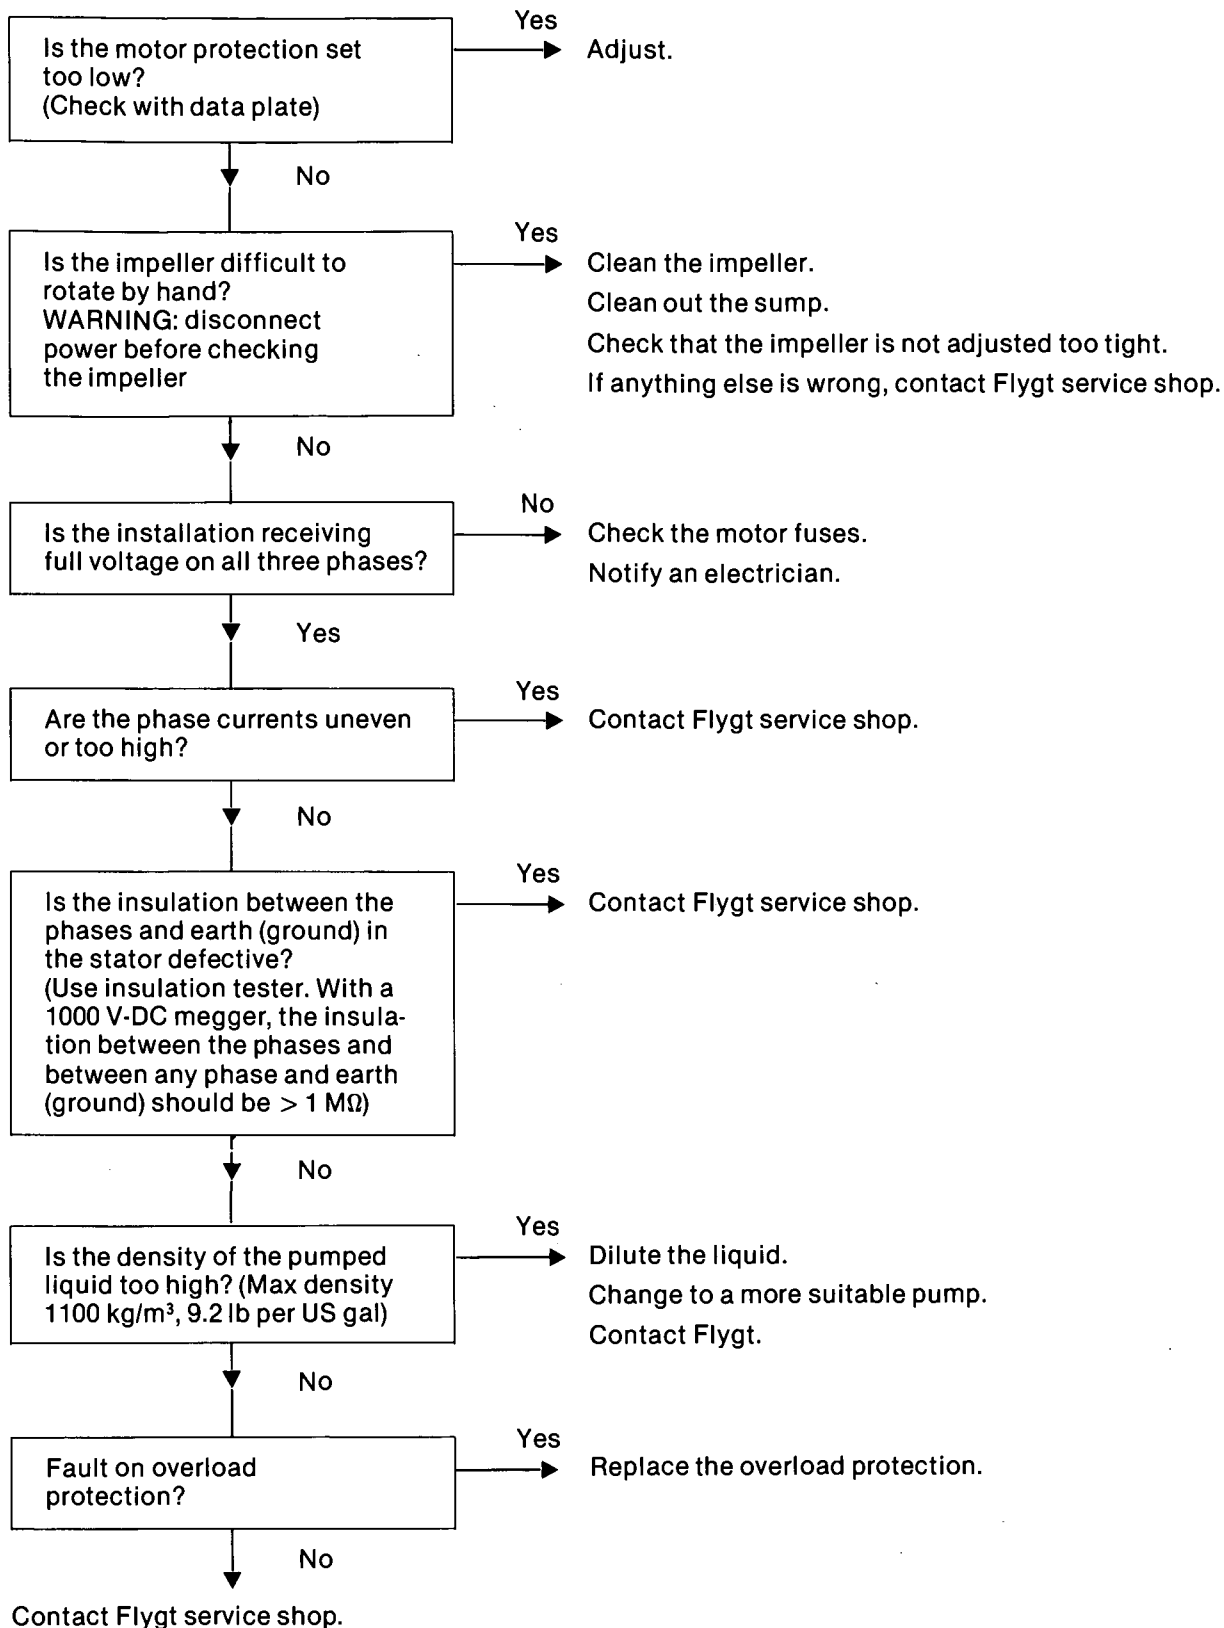 Is the motor protection set
too low?
(Check with data plate)
Yes
Adjust.
No
Is the impeller difficult to
rotate by hand?
WARNING: disconnect
power before checking
the impeller
Yes
Clean the impeller.
Clean out the sump.
Check that the impeller is not adjusted too tight.
If anything else is wrong, contact Flygt service shop.
No
Is the installation receiving
full voltage on all three phases?
No
Check the motor fuses.
Notify an electrician.
Yes
Are the phase currents uneven
or too high?
Yes
Contact Flygt service shop.
No
Is the insulation between the
phases and earth (ground) in
the stator defective?
(Use insulation tester. With a
1000 V-DC megger, the insula-
tion between the phases and
between any phase and earth
(ground) should be > 1 MΩ)
Yes
Contact Flygt service shop.
No
Is the density of the pumped
liquid too high? (Max density
1100 kg/m³, 9.2 lb per US gal)
Yes
Dilute the liquid.
Change to a more suitable pump.
Contact Flygt.
No
Fault on overload
protection?
Yes
Replace the overload protection.
No
Contact Flygt service shop.